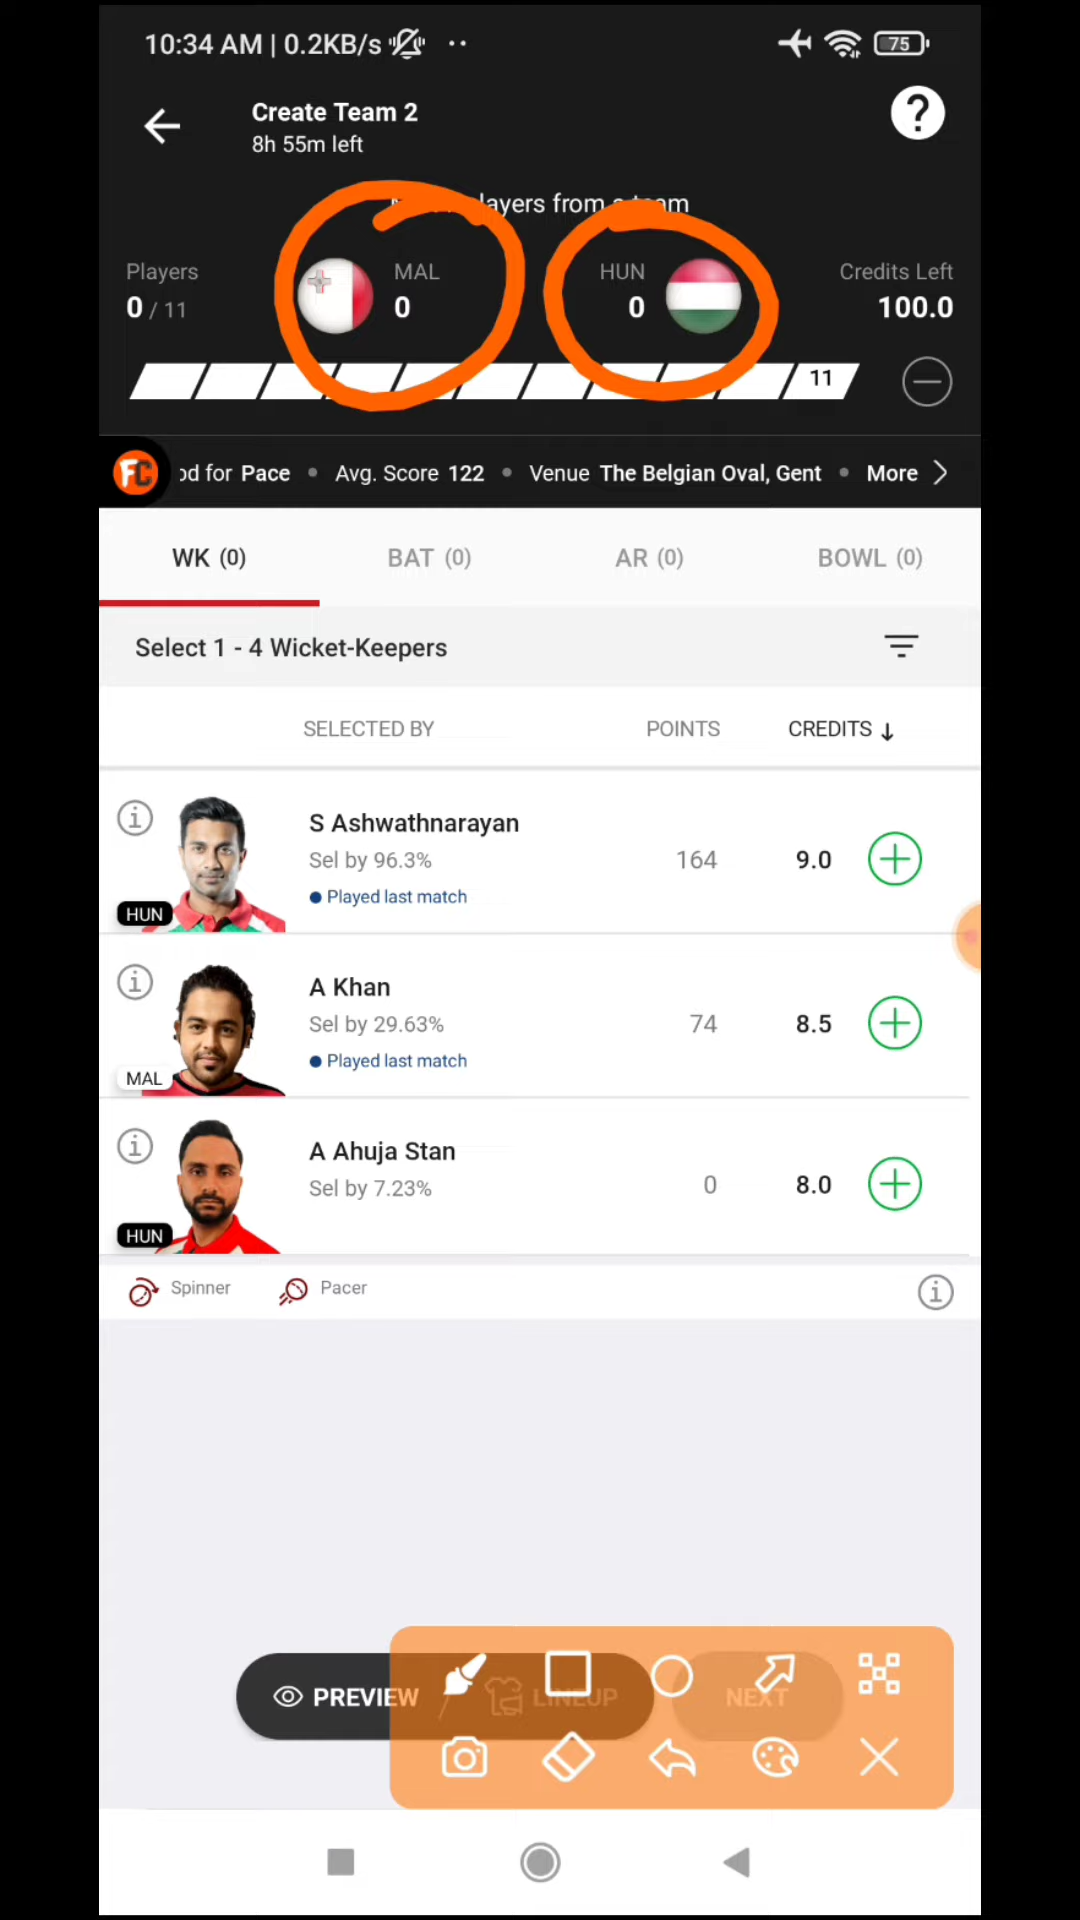 10:34 AM | 0.2KB/s
75
Create Team 2
8h 55m left
?
layers from a team
Players
MAL
HUN
Credits Left
0 / 11
0
0
100.0
11
FC
od for Pace • Avg. Score 122 • Venue The Belgian Oval, Gent • More
WK (0)
BAT (0)
AR (0)
BOWL (0)
Select 1 - 4 Wicket-Keepers
SELECTED BY
POINTS
CREDITS ↓
S Ashwathnarayan
Sel by 96.3%
164
9.0
Played last match
HUN
A Khan
Sel by 29.63%
74
8.5
Played last match
MAL
A Ahuja Stan
Sel by 7.23%
0
8.0
HUN
Spinner
Pacer
PREVIEW
LINEUP
NEXT